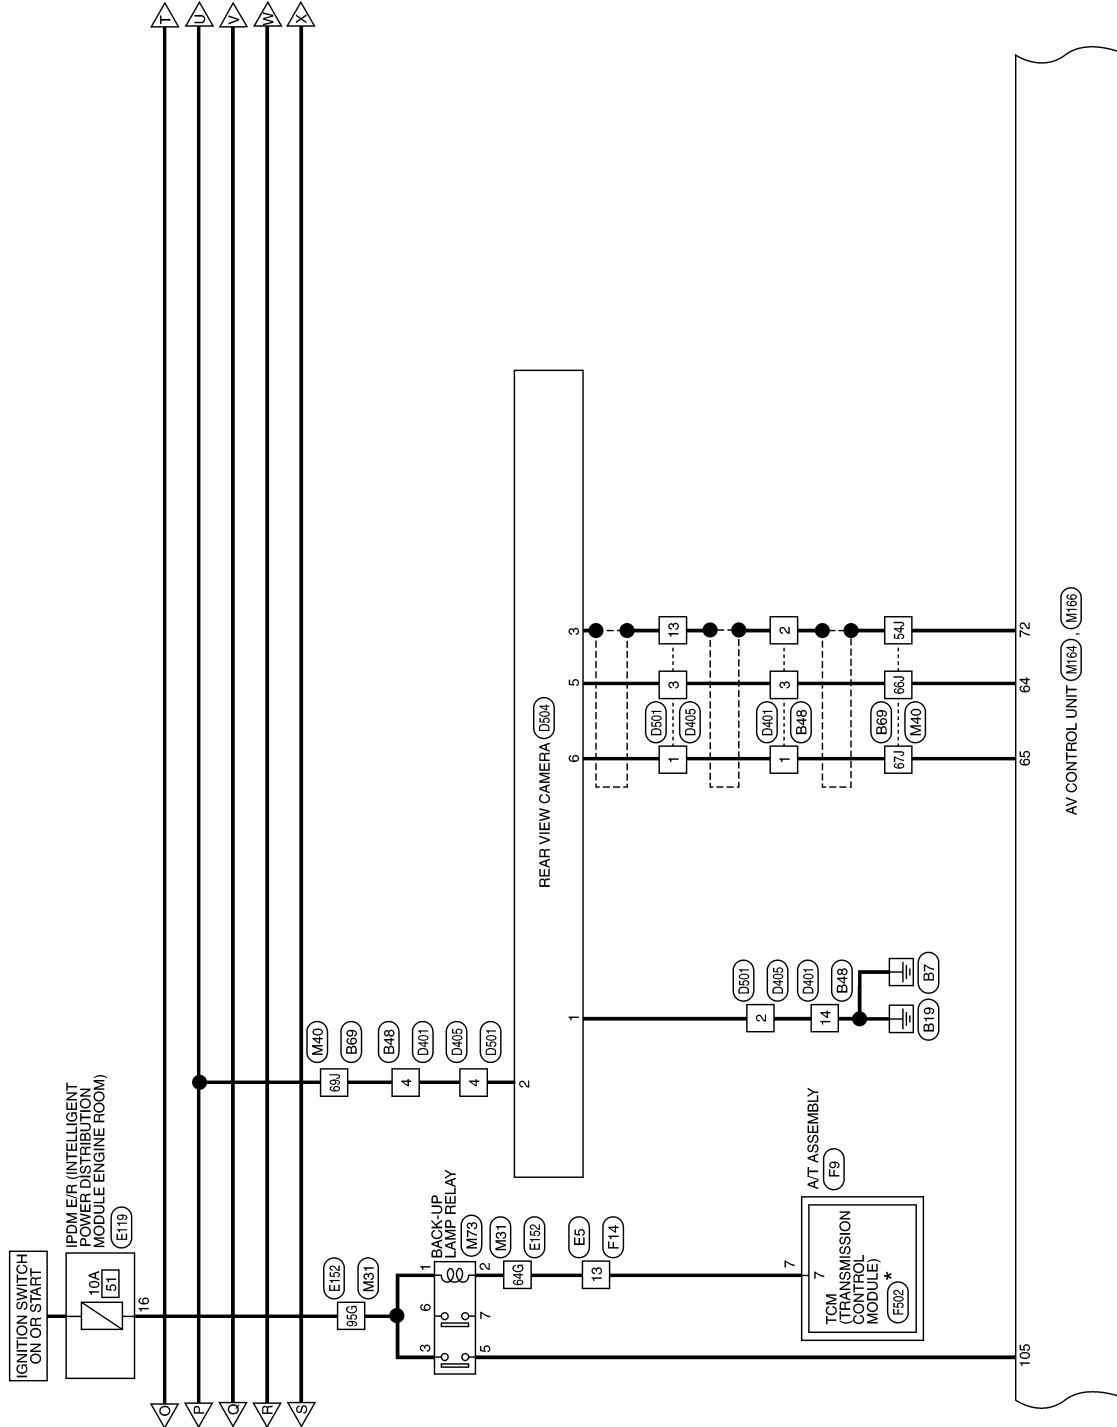 IGNITION SWITCH
ON OR START
IPDM E/R (INTELLIGENT
POWER DISTRIBUTION
MODULE ENGINE ROOM)
E119
10A
51
16
O
P
Q
R
S
T
U
V
W
X
E152
M31
95G
M40
B69
69J
B48
D401
4
D405
D501
4
2
BACK-UP
LAMP RELAY
M73
3
6
1
5
7
2
M31
E152
64G
E5
F14
13
A/T ASSEMBLY
F9
7
7
TCM
(TRANSMISSION
CONTROL
MODULE)
*
F502
REAR VIEW CAMERA
D504
1
D501
D405
2
D401
B48
14
B19
B7
6
5
3
D501
D405
1
3
13
D401
B48
1
3
2
B69
M40
67J
66J
54J
105
65
64
72
AV CONTROL UNIT M164 , M166